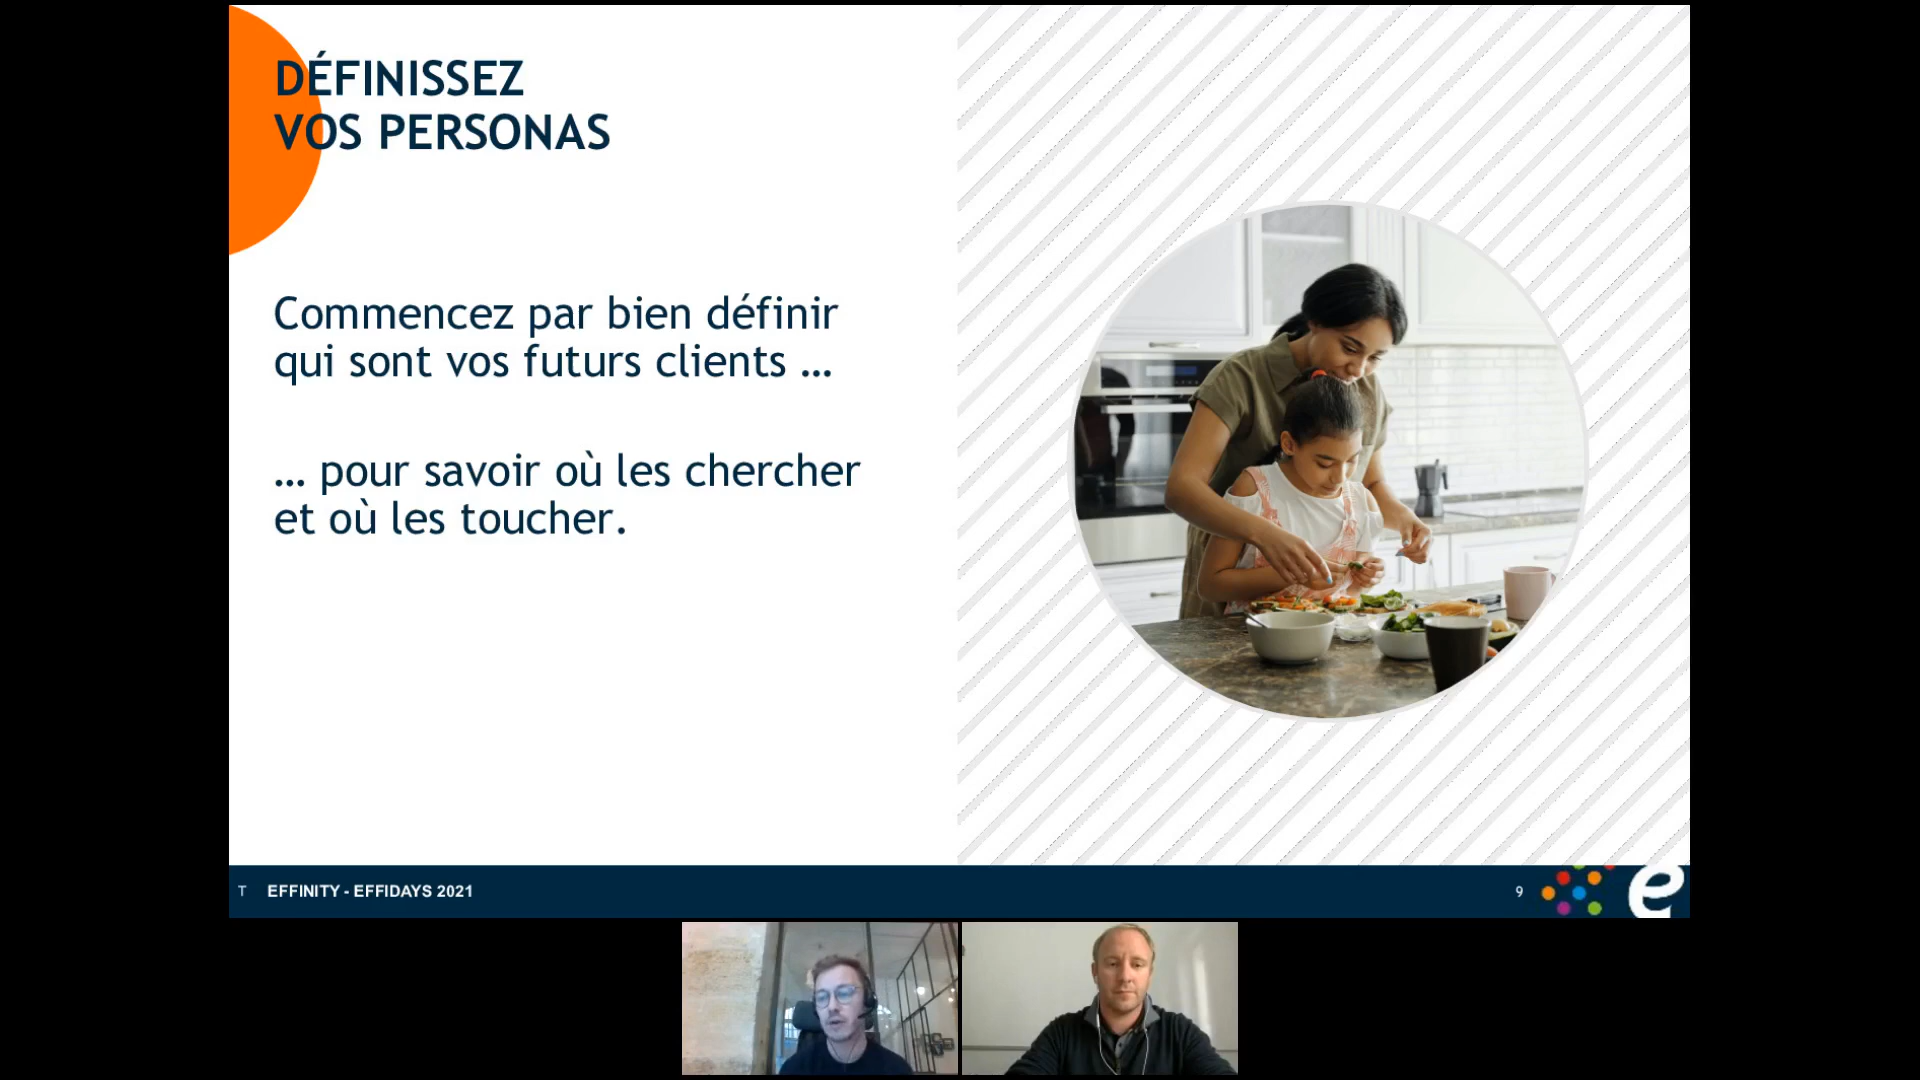 DÉFINISSEZ
VOS PERSONAS
Commencez par bien définir
qui sont vos futurs clients ...
... pour savoir où les chercher
et où les toucher.
T EFFINITY - EFFIDAYS 2021
9
e